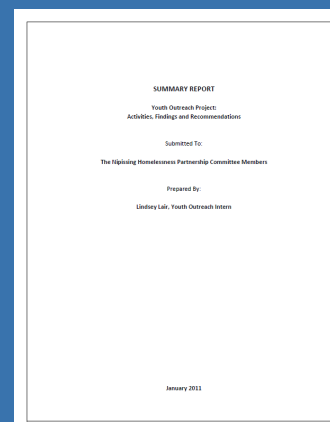 SUMMARY REPORT
Youth Outreach Project:
Activities, Findings and Recommendations
Submitted To:
The Nipissing Homelessness Partnership Committee Members
Prepared By:
Lindsey Lair, Youth Outreach Intern
January 2011